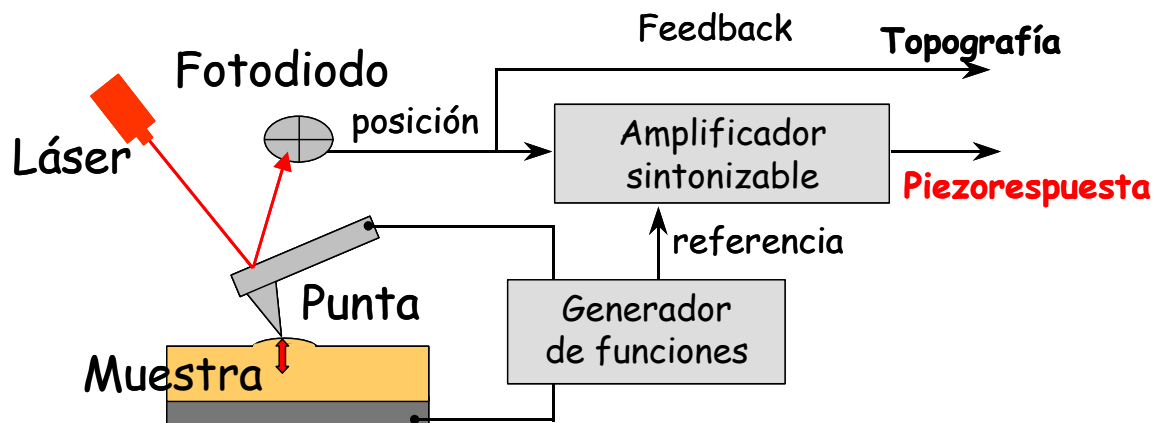 Feedback
Topografía
Fotodiodo
posición
Láser
Amplificador
sintonizable
Piezorespuesta
referencia
Punta
Generador
de funciones
Muestra